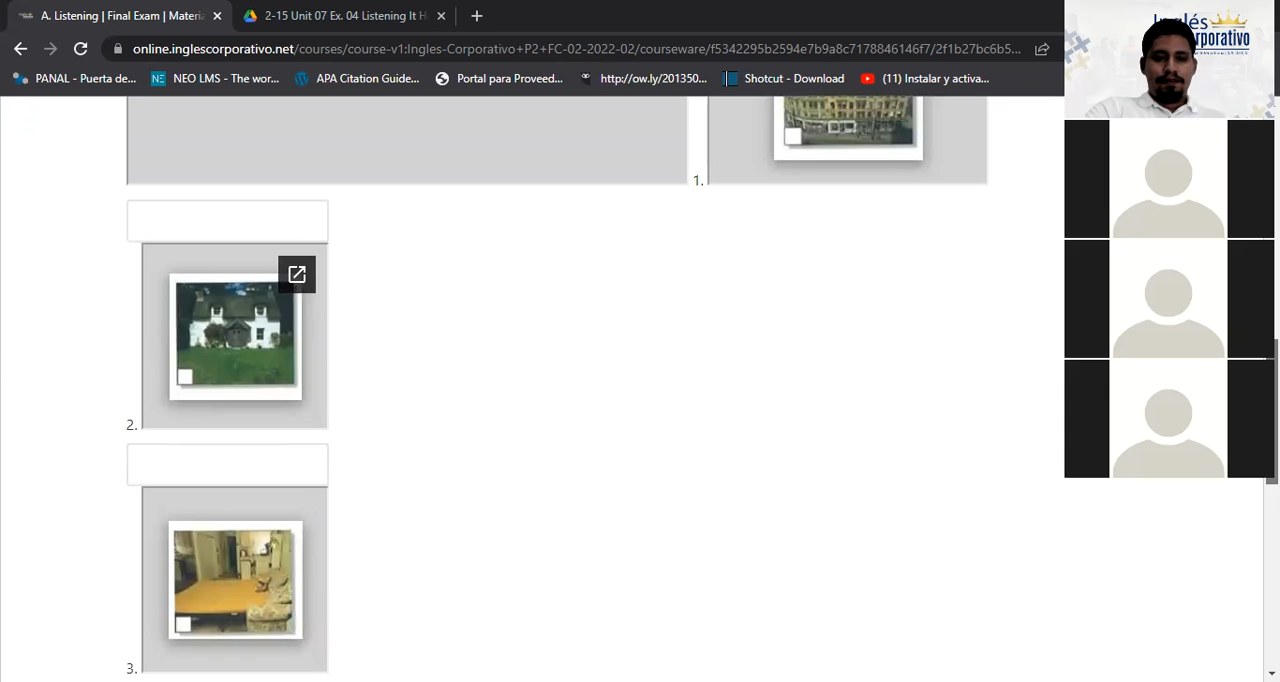 A. Listening | Final Exam | Materia
2-15 Unit 07 Ex. 04 Listening It H
online.inglescorporativo.net/courses/course-v1:Ingles-Corporativo+P2+FC-02-2022-02/courseware/f5342295b2594e7b9a8c7178846146f7/2f1b27bc6b5...
PANAL - Puerta de...
NEO LMS - The wor...
APA Citation Guide...
Portal para Proveed...
http://ow.ly/201350...
Shotcut - Download
(11) Instalar y activa...
Inglés
rporativo
1.
2.
3.